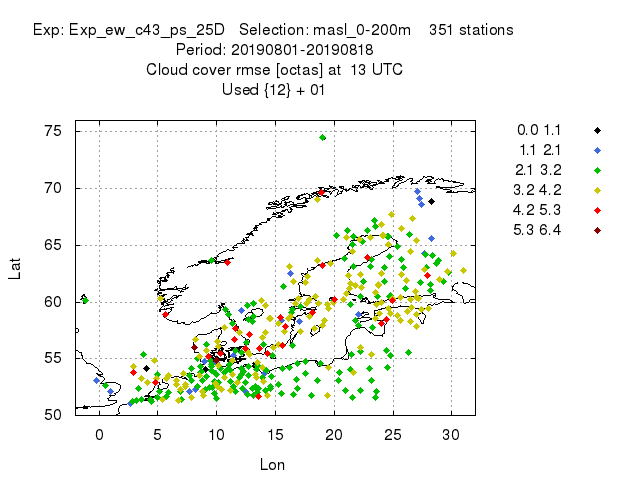 Exp: Exp_ew_c43_ps_25D   Selection: masl_0-200m    351 stations
Period: 20190801-20190818
Cloud cover rmse [octas] at  13 UTC
Used {12} + 01
0.0 1.1
1.1 2.1
2.1 3.2
3.2 4.2
4.2 5.3
5.3 6.4
75
70
65
60
55
50
Lat
0 5 10 15 20 25 30
Lon